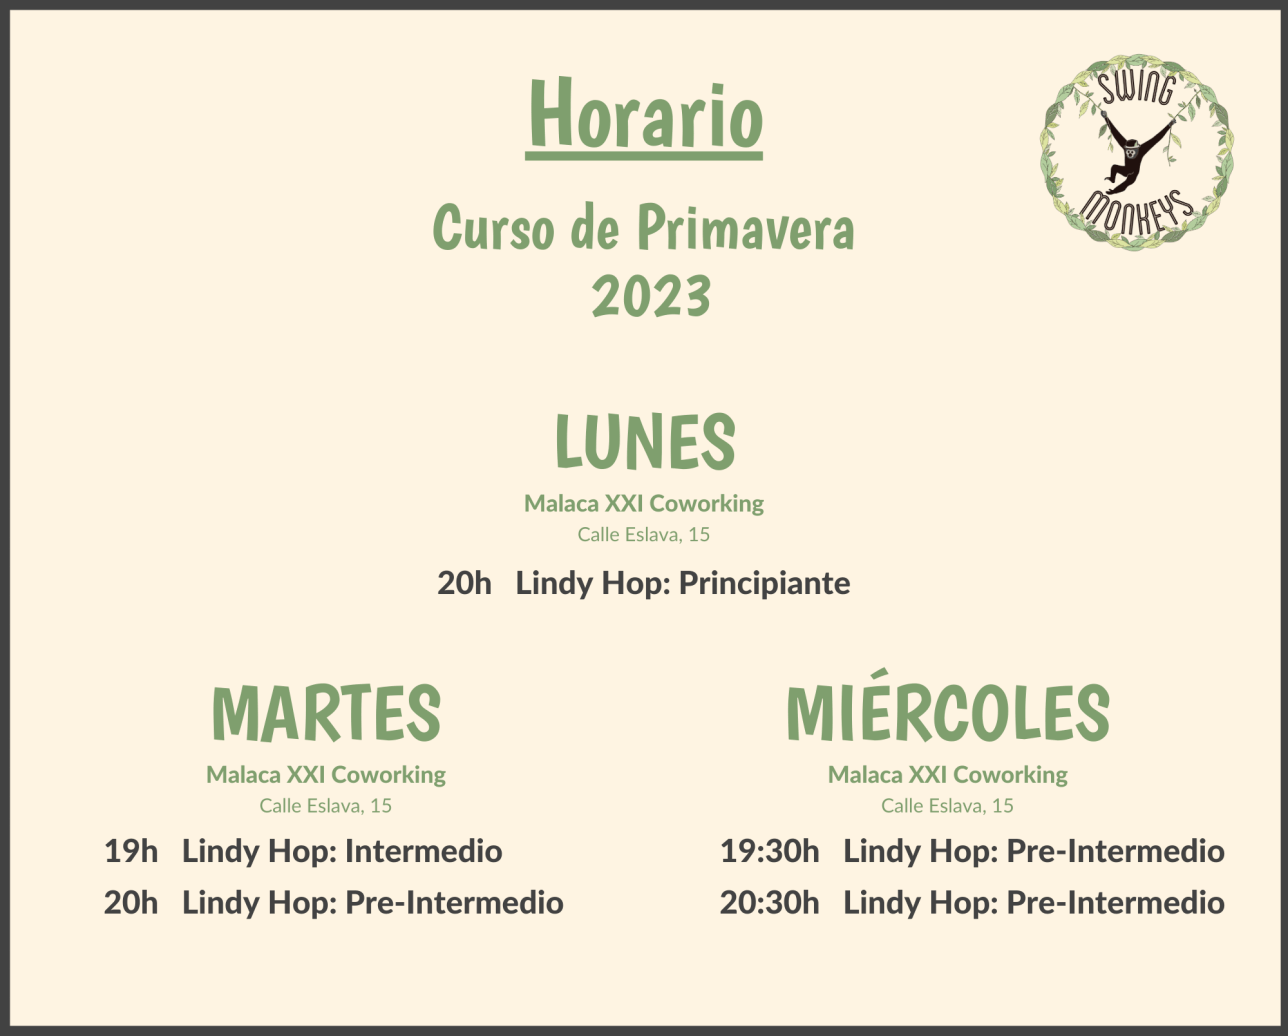 Horario
SWING
MONKEYS
Curso de Primavera
2023
LUNES
Malaca XXI Coworking
Calle Eslava, 15
20h Lindy Hop: Principiante
MARTES
Malaca XXI Coworking
Calle Eslava, 15
19h Lindy Hop: Intermedio
20h Lindy Hop: Pre-Intermedio
MIÉRCOLES
Malaca XXI Coworking
Calle Eslava, 15
19:30h Lindy Hop: Pre-Intermedio
20:30h Lindy Hop: Pre-Intermedio